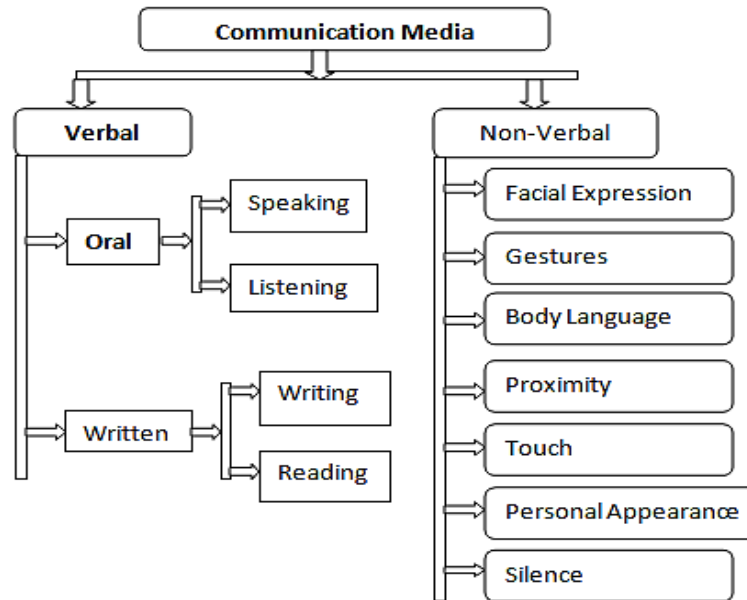 Communication Media
Verbal
Non-Verbal
Oral
Speaking
Listening
Written
Writing
Reading
Facial Expression
Gestures
Body Language
Proximity
Touch
Personal Appearance
Silence